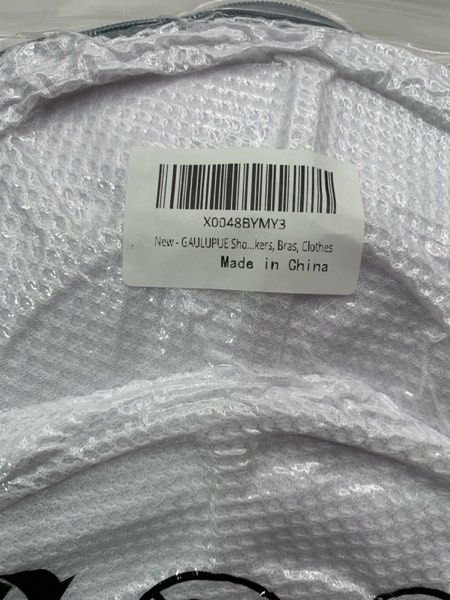 X0048BYMY3
New - GAULUPUE Sho...kers, Bras, Clothes
Made in China